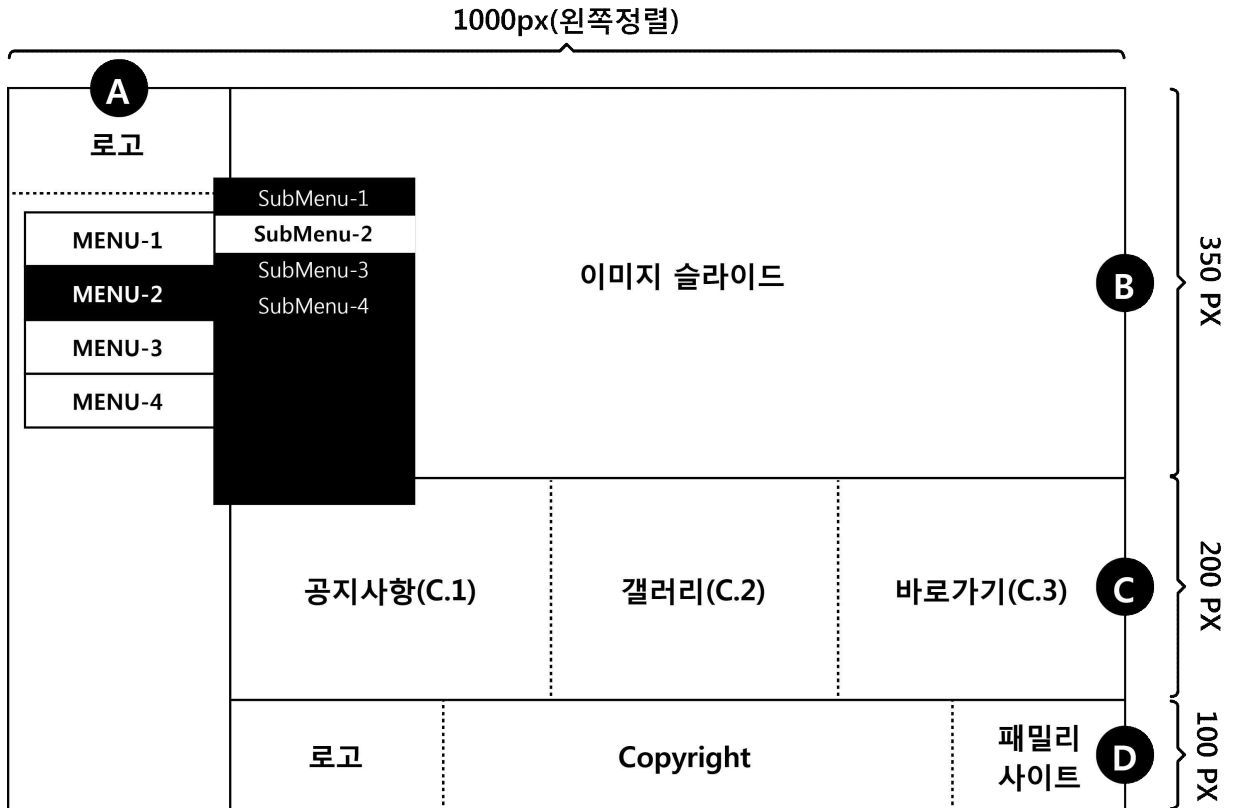 1000px(왼쪽정렬)
A
로고
SubMenu-1
SubMenu-2
SubMenu-3
SubMenu-4
MENU-1
MENU-2
MENU-3
MENU-4
이미지 슬라이드
B
350 PX
공지사항(C.1)
갤러리(C.2)
바로가기(C.3)
C
200 PX
로고
Copyright
패밀리
사이트
D
100 PX